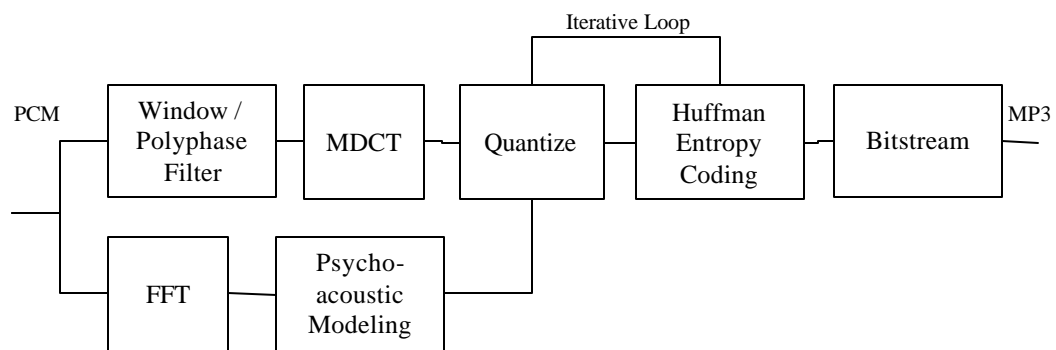 Iterative Loop
PCM
Window /
Polyphase
Filter
MDCT
Quantize
Huffman
Entropy
Coding
Bitstream
MP3
FFT
Psycho-
acoustic
Modeling